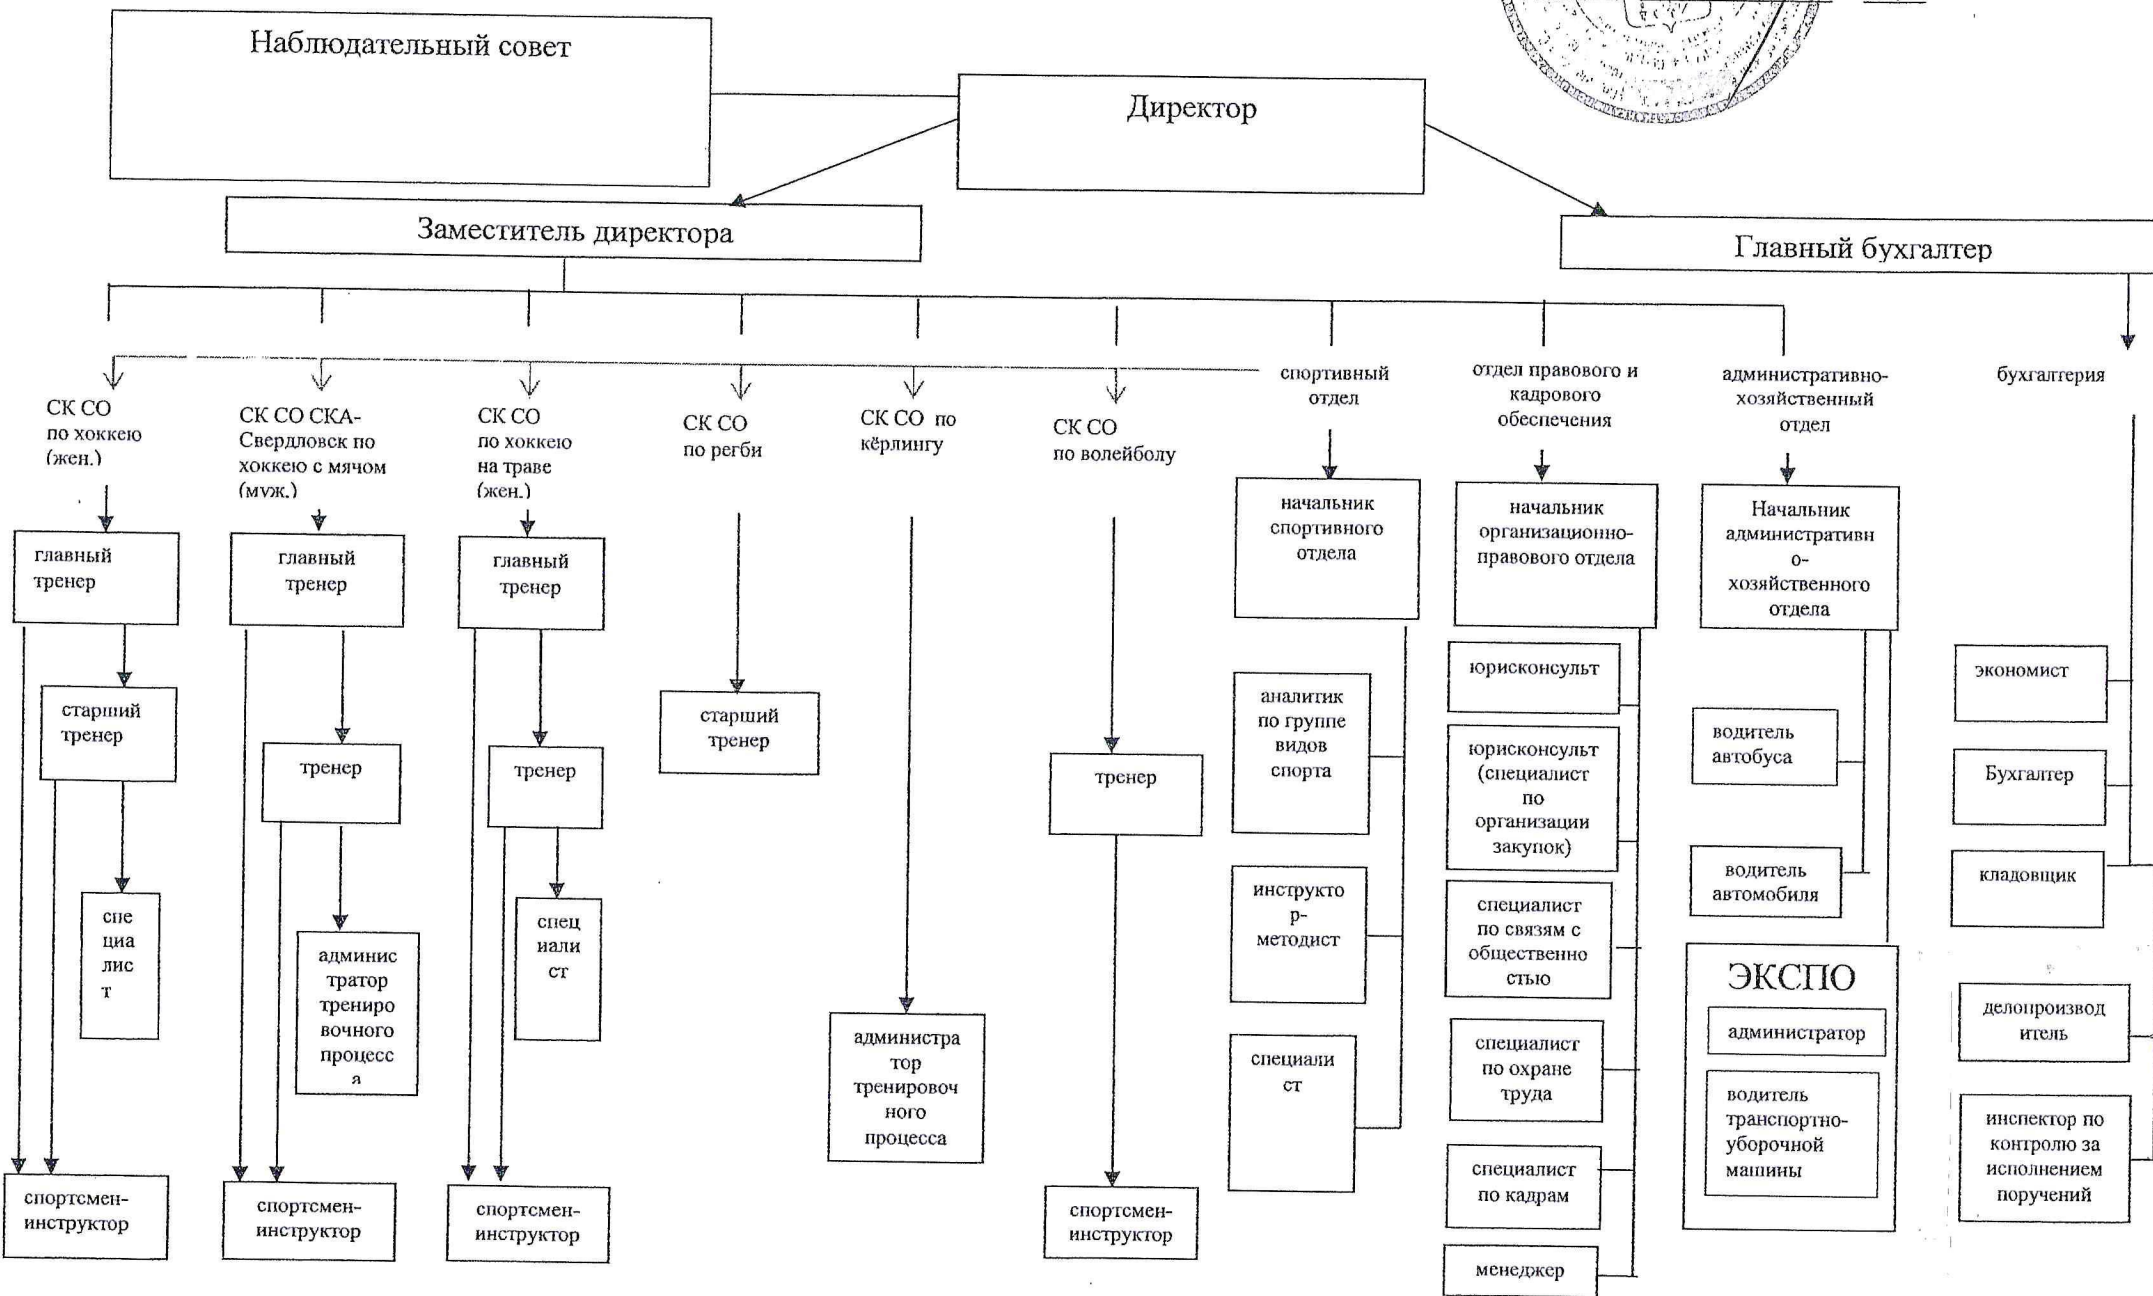 Наблюдательный совет
Директор
Заместитель директора
Главный бухгалтер
СК СО
по хоккею
(жен.)
СК СО СКА-
Свердловск по
хоккею с мячом
(муж.)
СК СО
по хоккею
на траве
(жен.)
СК СО
по регби
СК СО по
кёрлингу
СК СО
по волейболу
спортивный
отдел
отдел правового и
кадрового
обеспечения
административно-
хозяйственный
отдел
бухгалтерия
главный
тренер
главный
тренер
главный
тренер
начальник
спортивного
отдела
начальник
организационно-
правового отдела
Начальник
административн
о-
хозяйственного
отдела
старший
тренер
тренер
тренер
старший
тренер
тренер
аналитик
по группе
видов
спорта
юрисконсульт
юрисконсульт
(специалист
по
организации
закупок)
водитель
автобуса
водитель
автомобиля
экономист
Бухгалтер
кладовщик
спе
циа
лис
т
админис
тратор
трениро
вочного
процесс
а
спец
иали
ст
администра
тор
тренировоч
ного
процесса
инструкто
р-
методист
специали
ст
специалист
по связям с
общественно
стью
специалист
по охране
труда
специалист
по кадрам
менеджер
ЭКСПО
администратор
водитель
транспортно-
уборочной
машины
делопроизвод
итель
инспектор по
контролю за
исполнением
поручений
спортсмен-
инструктор
спортсмен-
инструктор
спортсмен-
инструктор
спортсмен-
инструктор